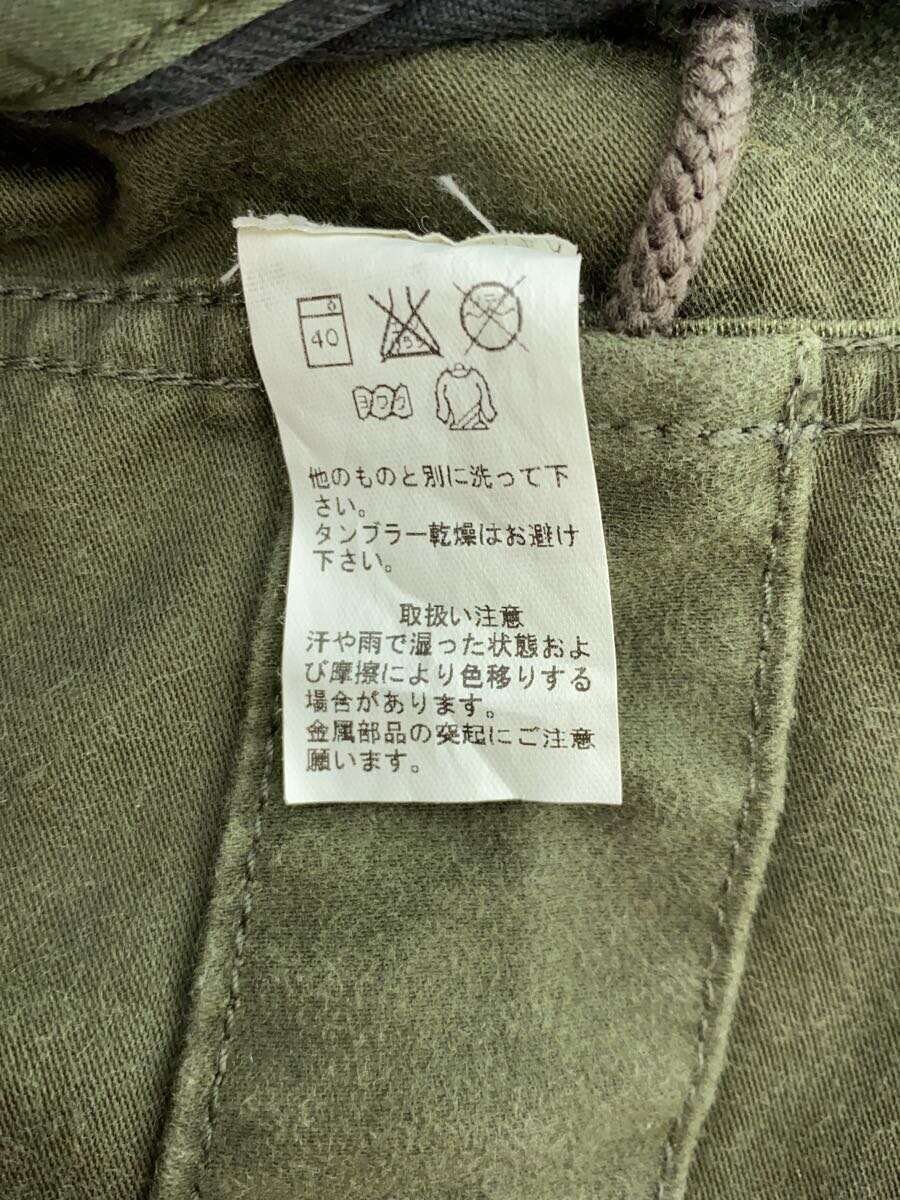 40
ヨワク
他のものと別に洗って下
さい。
タンブラー乾燥はお避け
下さい。
取扱い注意
汗や雨で湿った状態およ
び摩擦により色移りする
場合があります。
金属部品の突起にご注意
願います。